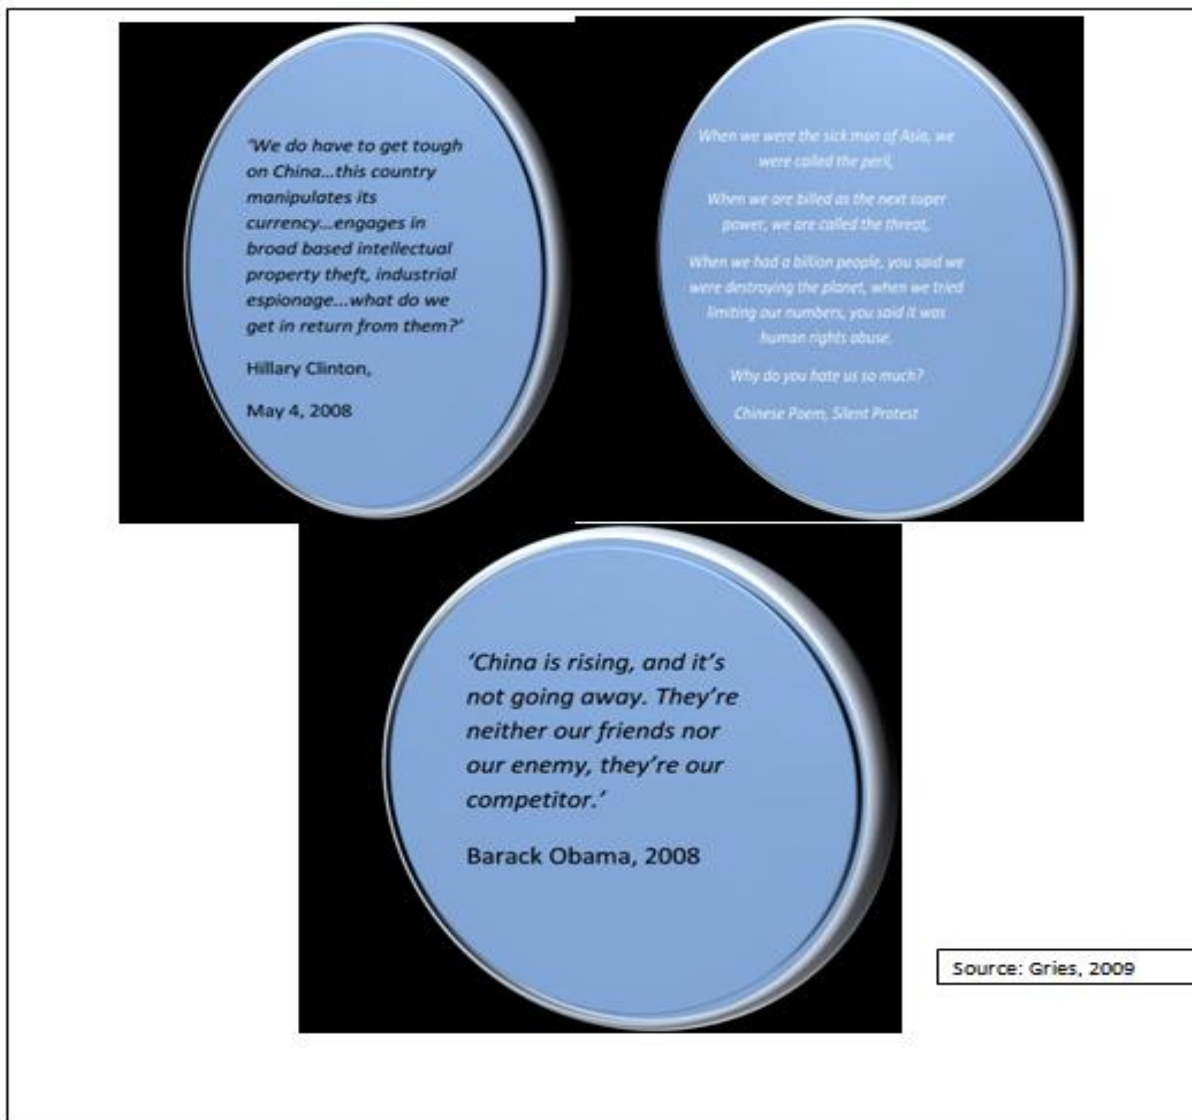 "We do have to get tough
on China...this country
manipulates its
currency...engages in
broad based intellectual
property theft, industrial
espionage...what do we
get in return from them?'
Hillary Clinton,
May 4, 2008
When we were the sick man of Asia, we
were called the peril,
When we are billed as the next super
power, we are called the threat,
When we had a billion people, you said we
were destroying the planet, when we tried
limiting our numbers, you said it was
human rights abuse.
Why do you hate us so much?
Chinese Poem, Silent Protest
'China is rising, and it's
not going away. They're
neither our friends nor
our enemy, they're our
competitor.'
Barack Obama, 2008
Source: Gries, 2009